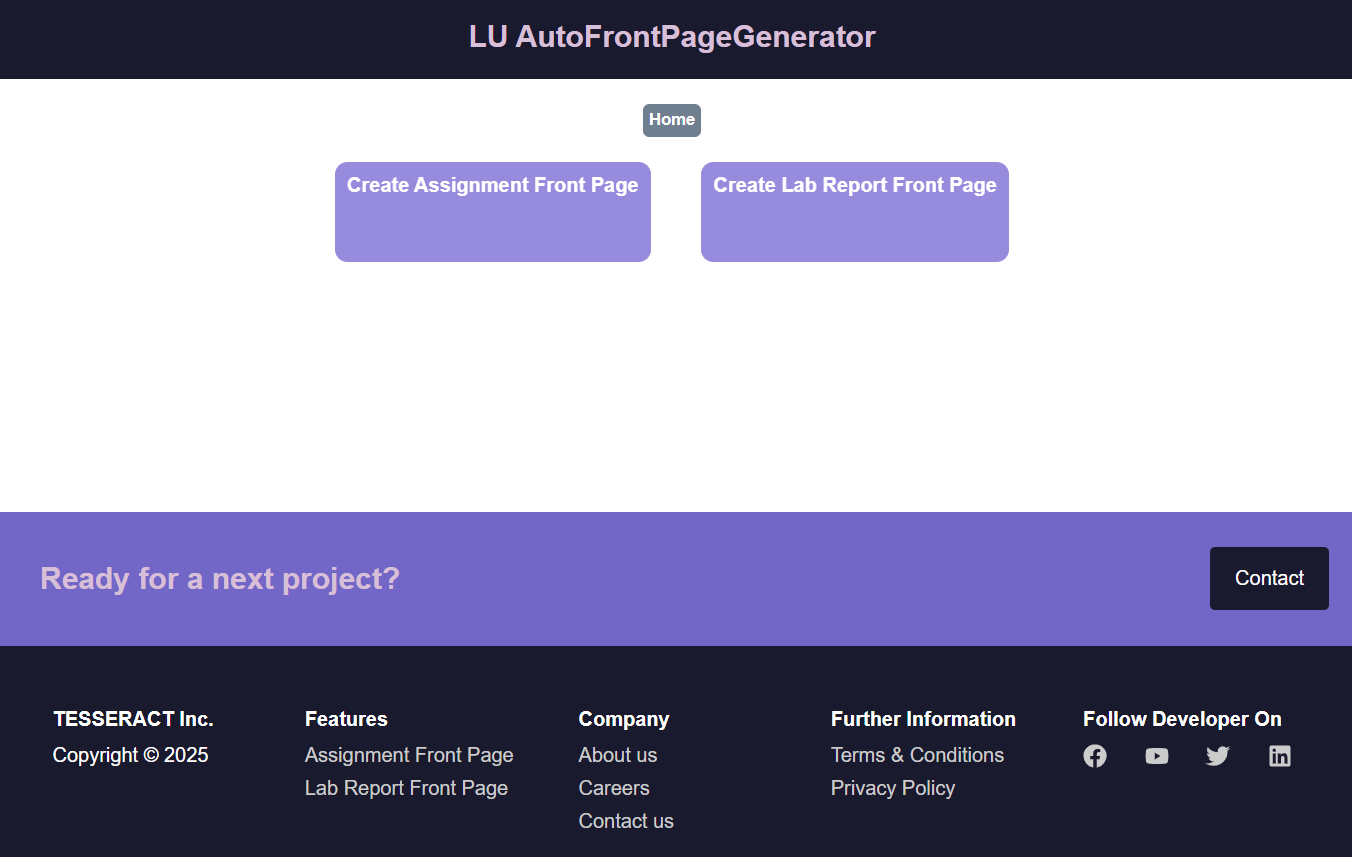 LU AutoFrontPageGenerator
Home
Create Assignment Front Page
Create Lab Report Front Page
Ready for a next project?
Contact
TESSERACT Inc.
Copyright © 2025
Features
Assignment Front Page
Lab Report Front Page
Company
About us
Careers
Contact us
Further Information
Terms & Conditions
Privacy Policy
Follow Developer On